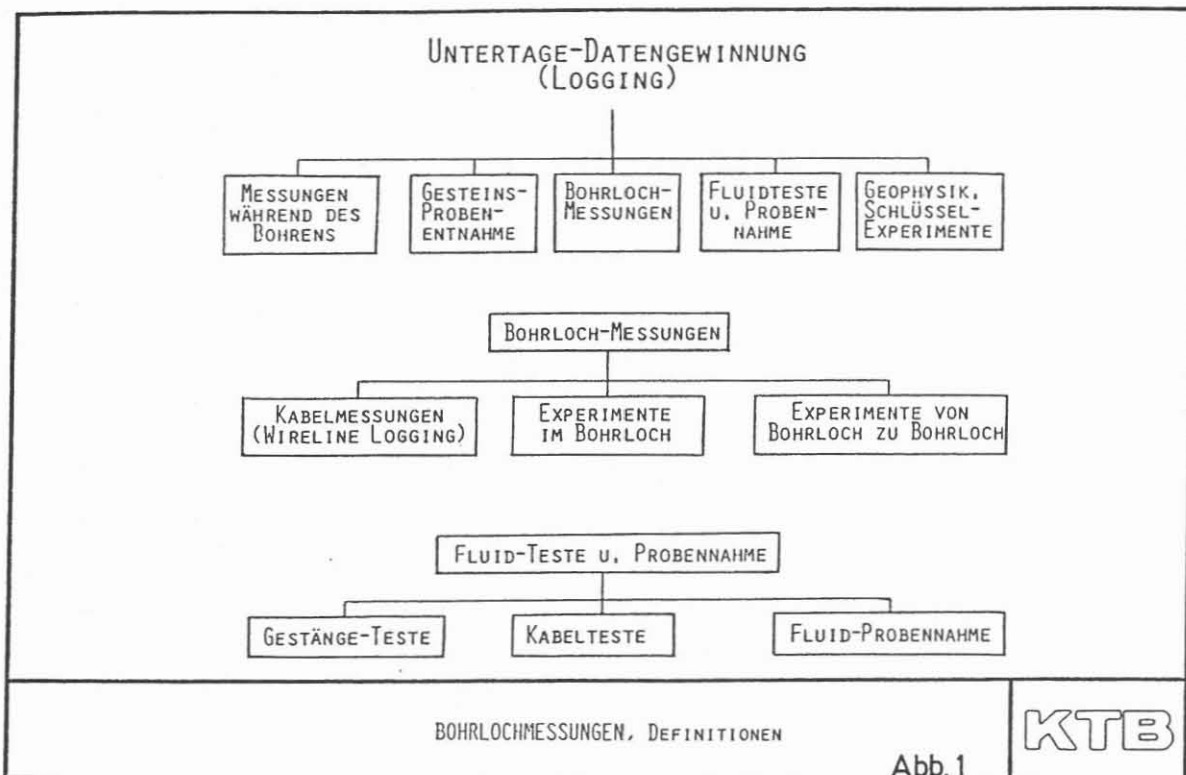 UNTERTAGE-DATENGEWINNUNG
(LOGGING)
MESSUNGEN
WÄHREND DES
BOHRENS
GESTEINS-
PROBEN-
ENTNAHME
BOHRLOCH-
MESSUNGEN
FLUIDTESTE
U. PROBEN-
NAHME
GEOPHYSIK,
SCHLÜSSEL-
EXPERIMENTE
BOHRLOCH-MESSUNGEN
KABELMESSUNGEN
(WIRELINE LOGGING)
EXPERIMENTE
IM BOHRLOCH
EXPERIMENTE VON
BOHRLOCH ZU BOHRLOCH
FLUID-TESTE U. PROBENNAHME
GESTÄNGE-TESTE
KABELTESTE
FLUID-PROBENNAHME
BOHRLOCHMESSUNGEN, DEFINITIONEN
Abb.1
KTB